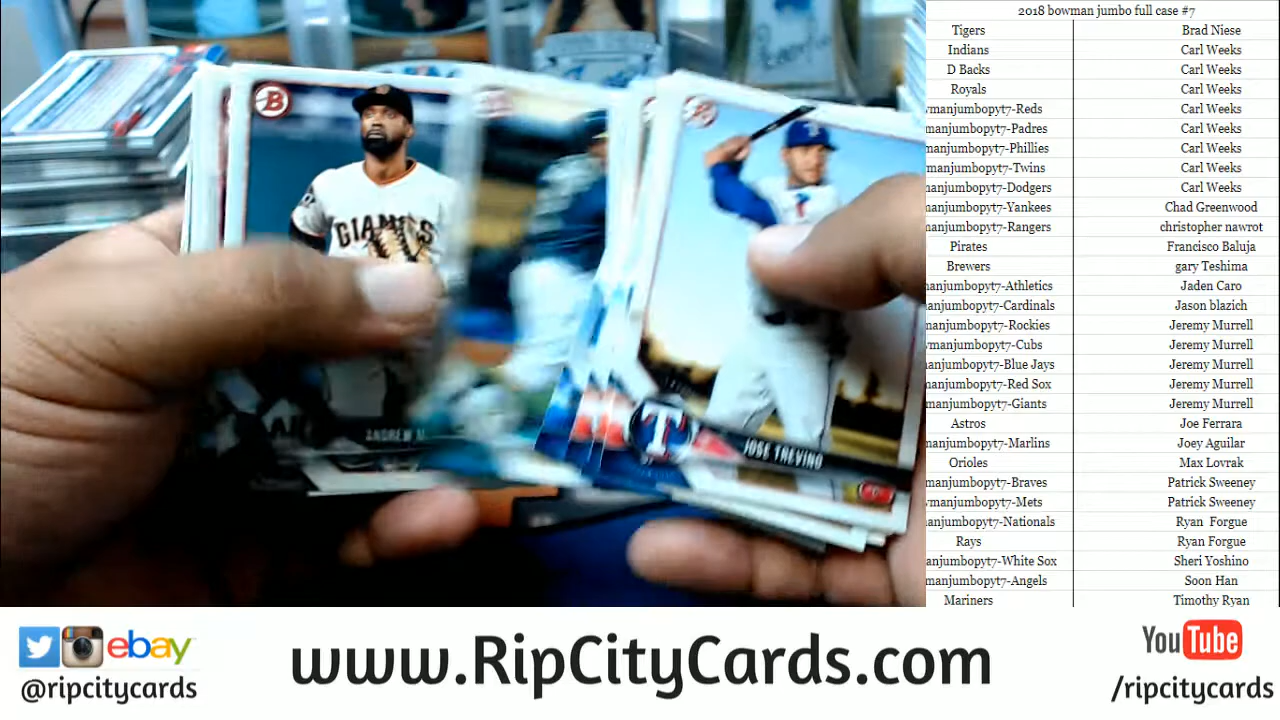 2018 bowman jumbo full case #7
Tigers Brad Niese
Indians Carl Weeks
D Backs Carl Weeks
Royals Carl Weeks
manjumbopyt7-Reds Carl Weeks
manjumbopyt7-Padres Carl Weeks
manjumbopyt7-Phillies Carl Weeks
manjumbopyt7-Twins Carl Weeks
manjumbopyt7-Dodgers Carl Weeks
manjumbopyt7-Yankees Chad Greenwood
manjumbopyt7-Rangers christopher nawrot
Pirates Francisco Baluja
Brewers gary Teshima
manjumbopyt7-Athletics Jaden Caro
manjumbopyt7-Cardinals Jason blazich
manjumbopyt7-Rockies Jeremy Murrell
manjumbopyt7-Cubs Jeremy Murrell
manjumbopyt7-Blue Jays Jeremy Murrell
manjumbopyt7-Red Sox Jeremy Murrell
manjumbopyt7-Giants Jeremy Murrell
Astros Joe Ferrara
manjumbopyt7-Marlins Joey Aguilar
Orioles Max Lovrak
manjumbopyt7-Braves Patrick Sweeney
manjumbopyt7-Mets Patrick Sweeney
anjumbopyt7-Nationals Ryan Forgue
Rays Ryan Forgue
anjumbopyt7-White Sox Sheri Yoshino
manjumbopyt7-Angels Soon Han
Mariners Timothy Ryan
B
GIANTS
ANDREW M
T
JOSE TREVINO
ebay
@ripcitycards
www.RipCityCards.com
YouTube
/ripcitycards